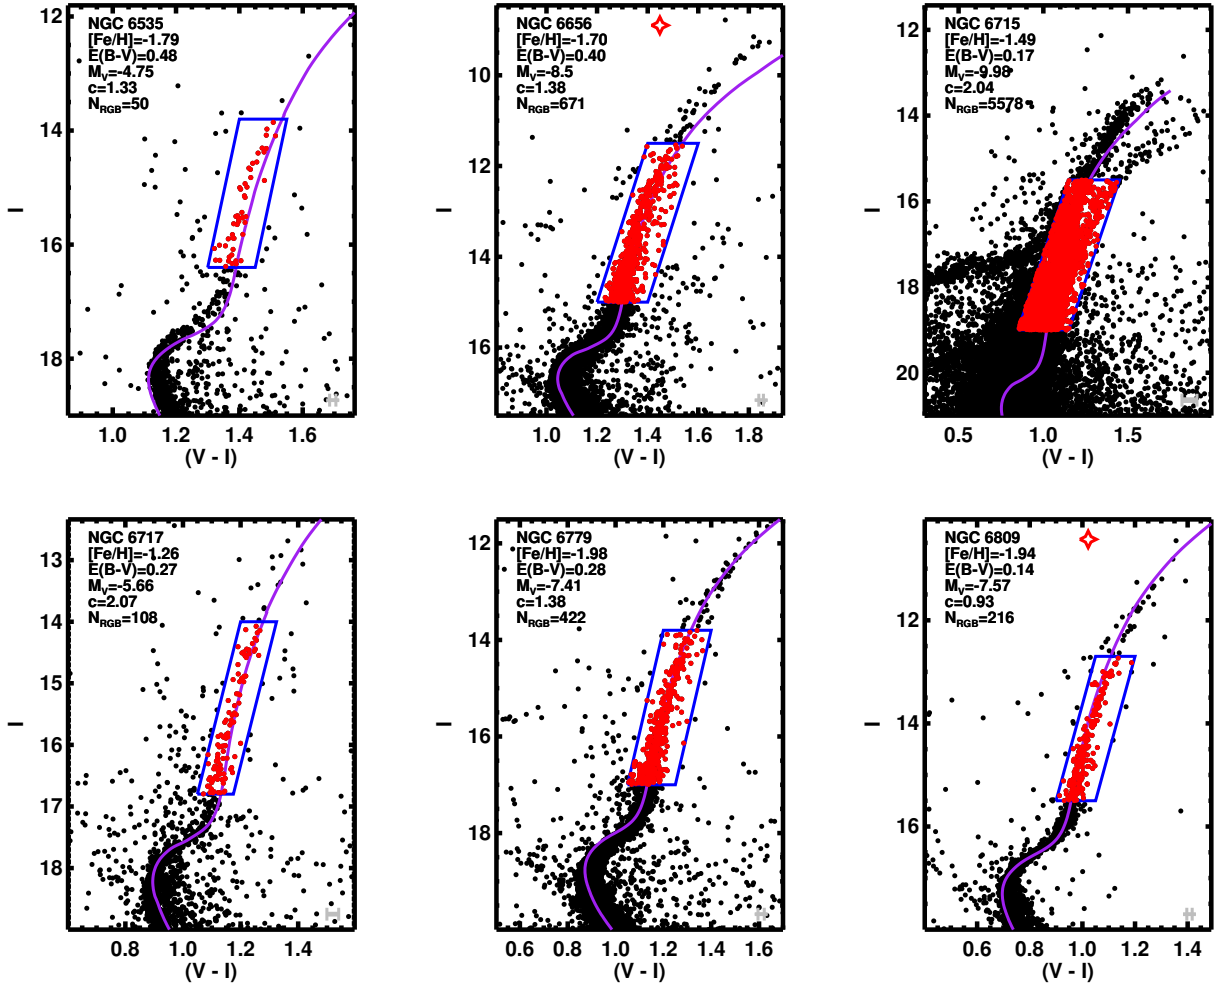 NGC 6535
[Fe/H]=-1.79
E(B-V)=0.48
M_V=-4.75
c=1.33
N_RGB=50
12
14
16
18
I
1.0 1.2 1.4 1.6
(V - I)
NGC 6656
[Fe/H]=-1.70
E(B-V)=0.40
M_V=-8.5
c=1.38
N_RGB=671
10
12
14
16
I
1.0 1.2 1.4 1.6 1.8
(V - I)
NGC 6715
[Fe/H]=-1.49
E(B-V)=0.17
M_V=-9.98
c=2.04
N_RGB=5578
12
14
16
18
20
I
0.5 1.0 1.5
(V - I)
NGC 6717
[Fe/H]=-1.26
E(B-V)=0.27
M_V=-5.66
c=2.07
N_RGB=108
13
14
15
16
17
18
I
0.8 1.0 1.2 1.4
(V - I)
NGC 6779
[Fe/H]=-1.98
E(B-V)=0.28
M_V=-7.41
c=1.38
N_RGB=422
12
14
16
18
I
0.6 0.8 1.0 1.2 1.4 1.6
(V - I)
NGC 6809
[Fe/H]=-1.94
E(B-V)=0.14
M_V=-7.57
c=0.93
N_RGB=216
12
14
16
I
0.6 0.8 1.0 1.2 1.4
(V - I)